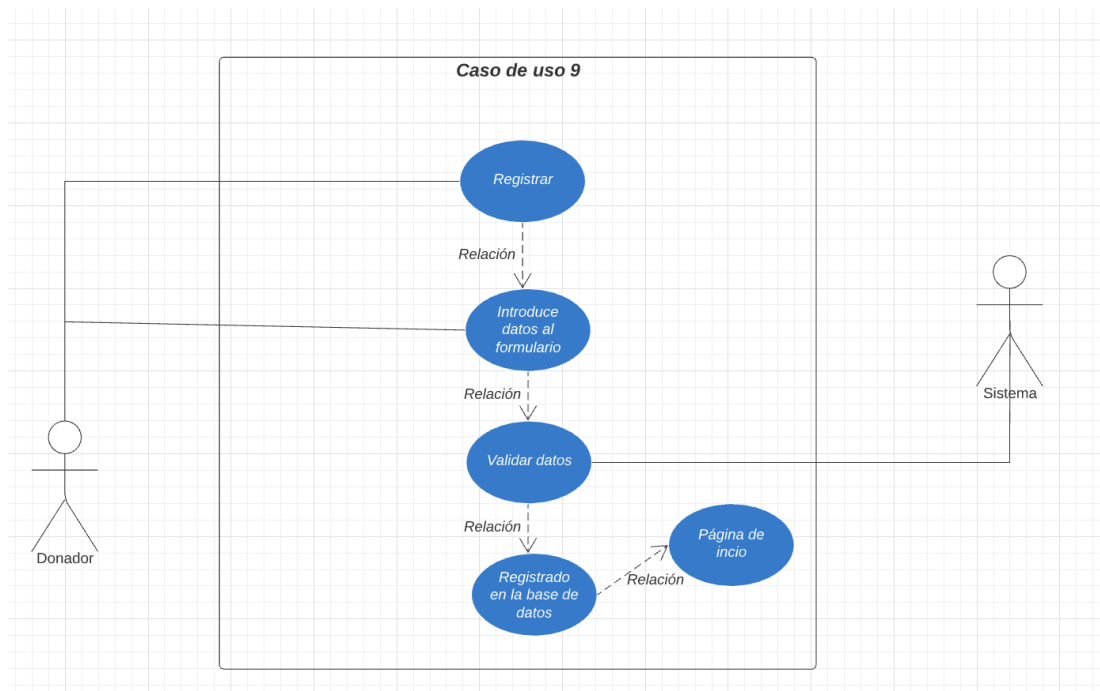 Caso de uso 9
Registrar
Relación
Introduce
datos al
formulario
Relación
Sistema
Validar datos
Relación
Página de
incio
Donador
Registrado
en la base de
datos
Relación